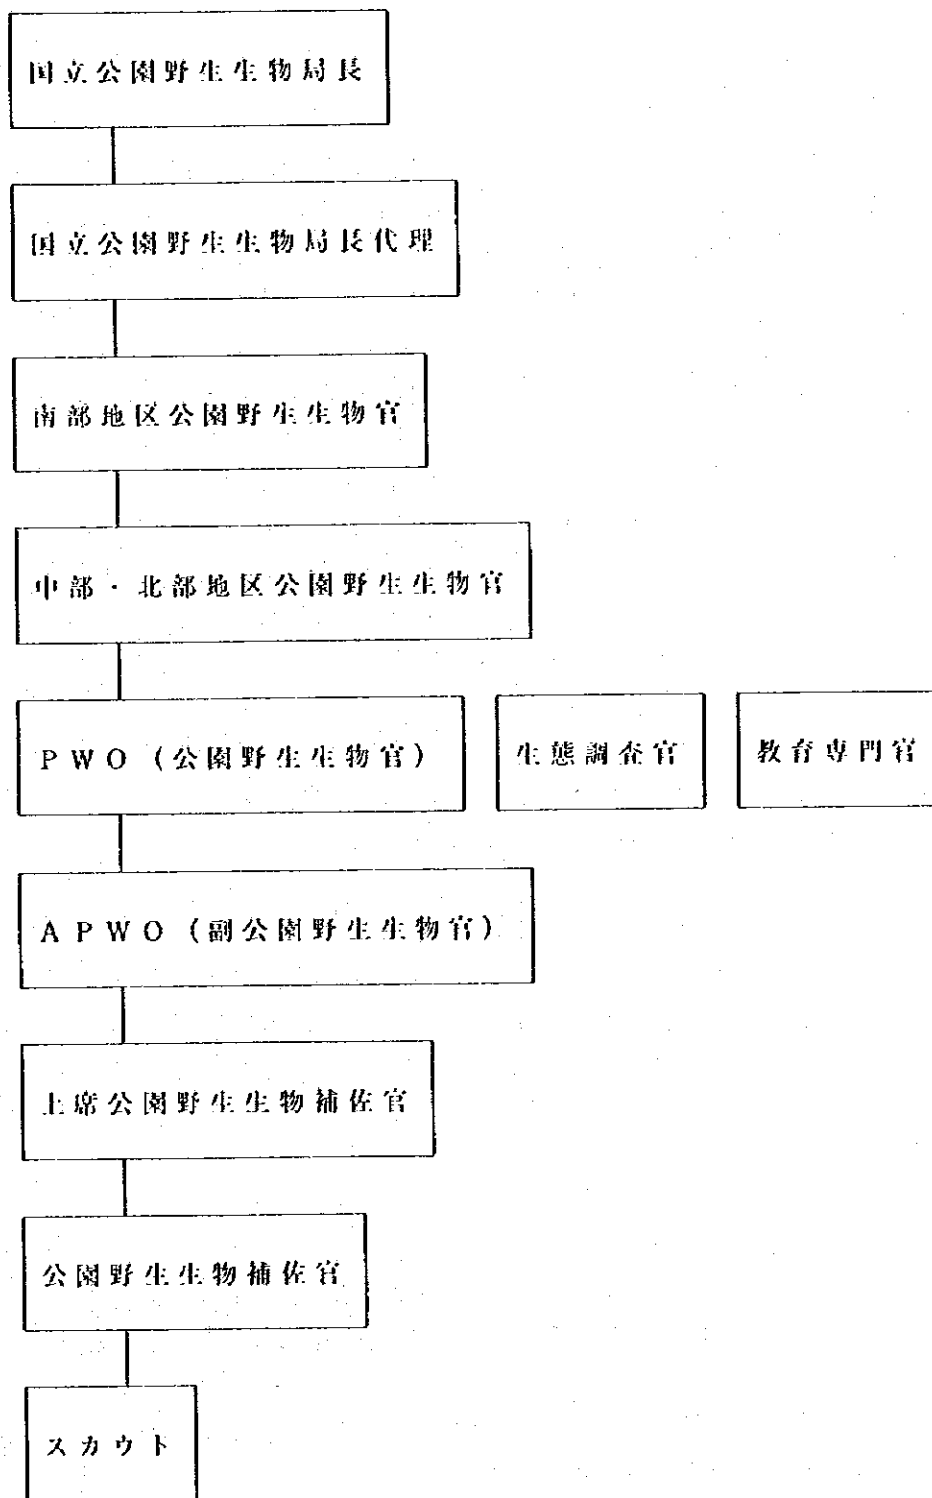 国立公園野生生物局長
国立公園野生生物局長代理
南部地区公園野生生物官
中部・北部地区公園野生生物官
PWO(公園野生生物官) 生態調査官 教育専門官
APWO(副公園野生生物官)
上席公園野生生物補佐官
公園野生生物補佐官
スカウト